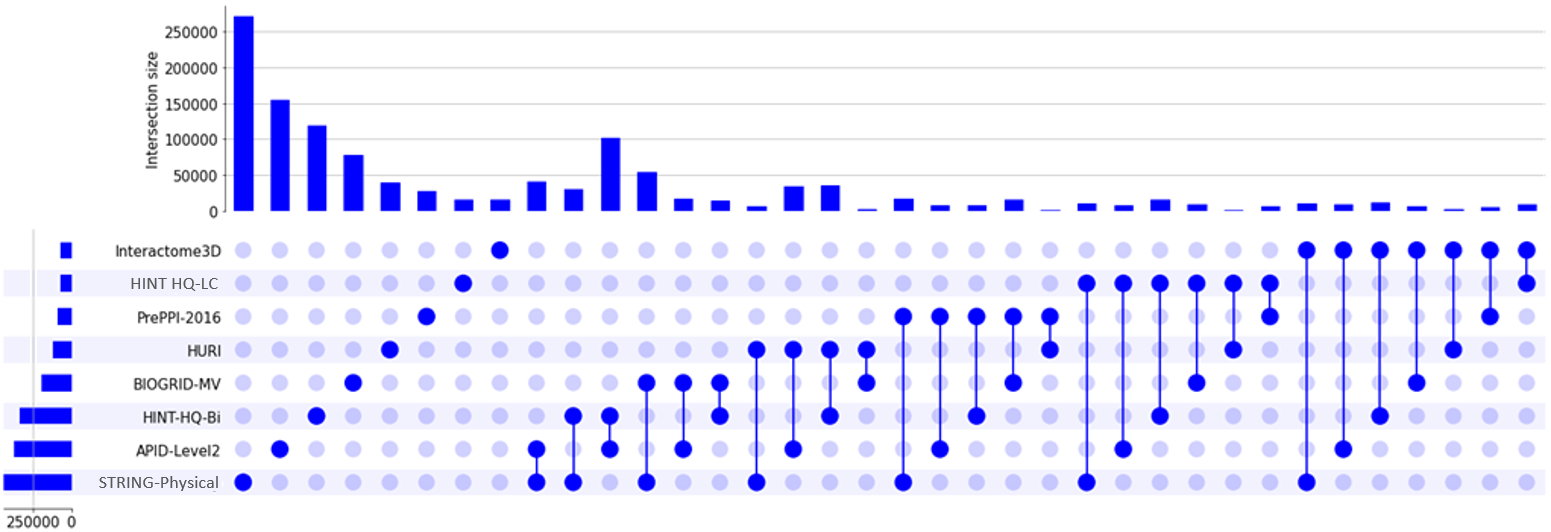 250000
200000
150000
100000
50000
0
Intersection size
Interactome3D
HINT HQ-LC
PrePPI-2016
HURI
BIOGRID-MV
HINT-HQ-Bi
APID-Level2
STRING-Physical
250000 0